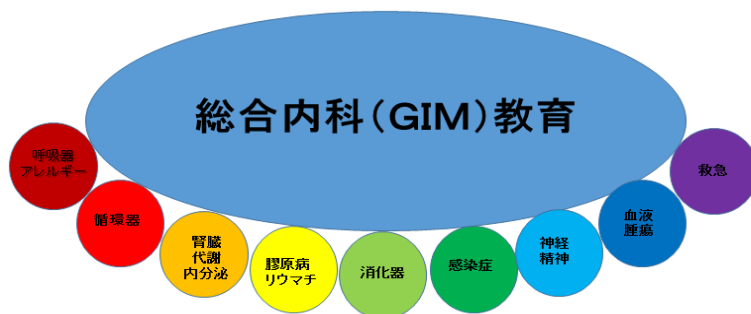 総合内科(GIM)教育
呼吸器
アレルギー
循環器
腎臓
代謝
内分泌
膠原病
リウマチ
消化器
感染症
神経
精神
血液
腫瘍
救急